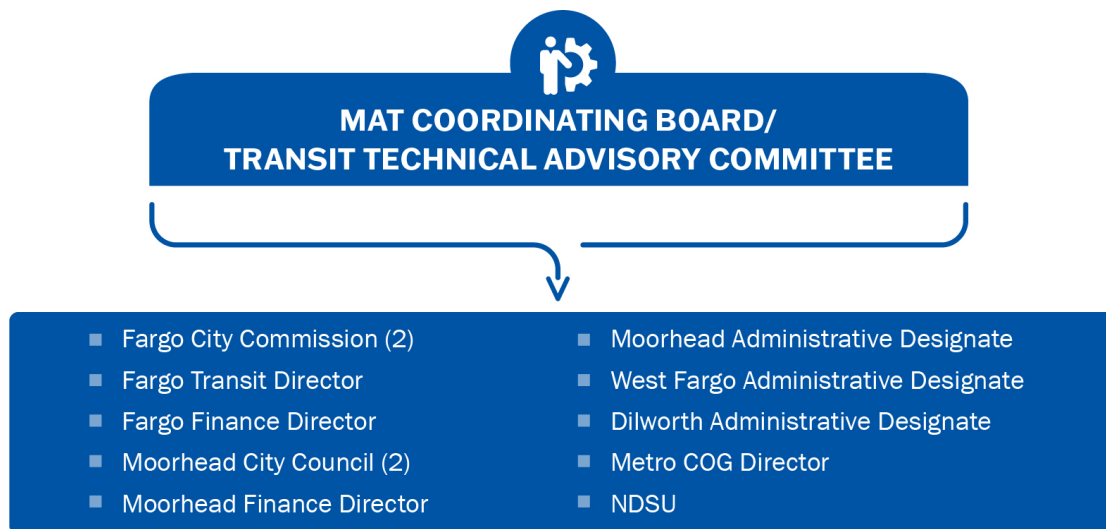 MAT COORDINATING BOARD/
TRANSIT TECHNICAL ADVISORY COMMITTEE
Fargo City Commission (2)
Fargo Transit Director
Fargo Finance Director
Moorhead City Council (2)
Moorhead Finance Director
Moorhead Administrative Designate
West Fargo Administrative Designate
Dilworth Administrative Designate
Metro COG Director
NDSU